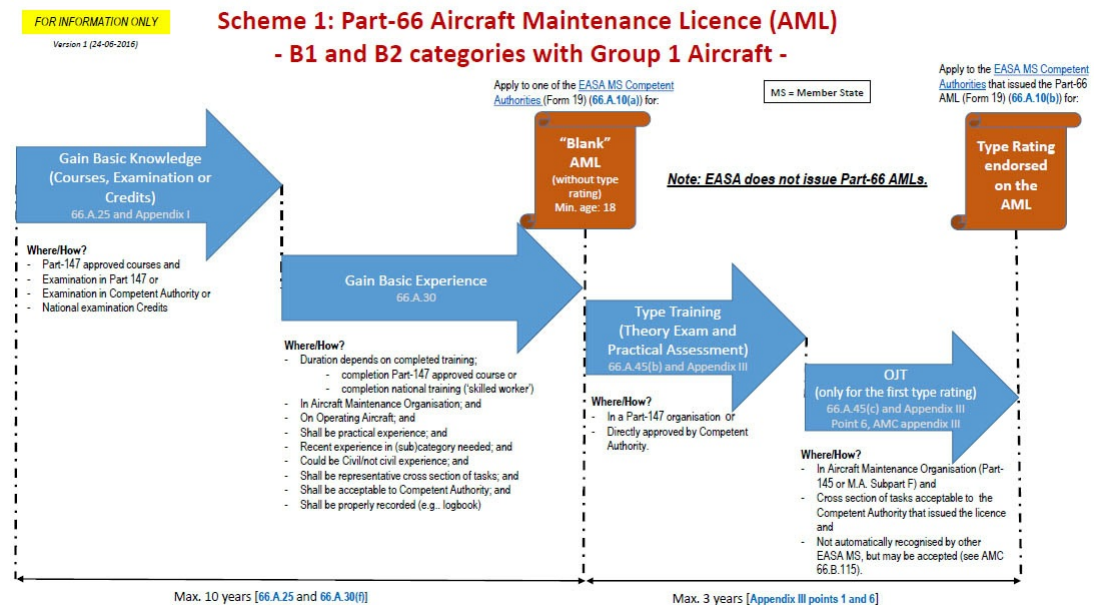 FOR INFORMATION ONLY
Version 1 (24-06-2016)
Scheme 1: Part-66 Aircraft Maintenance Licence (AML)
- B1 and B2 categories with Group 1 Aircraft -
Apply to one of the EASA MS Competent
Authorities (Form 19) (66.A.10(a)) for:
MS = Member State
Apply to the EASA MS Competent
Authorities that issued the Part-66
AML (Form 19) (66.A.10(b)) for:
"Blank"
AML
(without type
rating)
Min. age: 18
Note: EASA does not issue Part-66 AMLs.
Type Rating
endorsed
on the
AML
Gain Basic Knowledge
(Courses, Examination or
Credits)
66.A.25 and Appendix I
Where/How?
- Part-147 approved courses and
- Examination in Part 147 or
- Examination in Competent Authority or
- National examination Credits
Gain Basic Experience
66.A.30
Where/How?
- Duration depends on completed training;
- completion Part-147 approved course or
- completion national training ('skilled worker')
- In Aircraft Maintenance Organisation; and
- On Operating Aircraft; and
- Shall be practical experience; and
- Recent experience in (sub)category needed; and
- Could be Civil/not civil experience; and
- Shall be representative cross section of tasks; and
- Shall be acceptable to Competent Authority; and
- Shall be properly recorded (e.g.. logbook)
Type Training
(Theory Exam and
Practical Assessment)
66.A.45(b) and Appendix III
Where/How?
- In a Part-147 organisation or
- Directly approved by Competent
Authority.
OJT
(only for the first type rating)
66.A.45(c) and Appendix III
Point 6, AMC appendix III
Where/How?
- In Aircraft Maintenance Organisation (Part-
145 or M.A. Subpart F) and
- Cross section of tasks acceptable to the
Competent Authority that issued the licence
and
- Not automatically recognised by other
EASA MS, but may be accepted (see AMC
66.B.115).
Max. 10 years [66.A.25 and 66.A.30(f)]
Max. 3 years [Appendix III points 1 and 6]